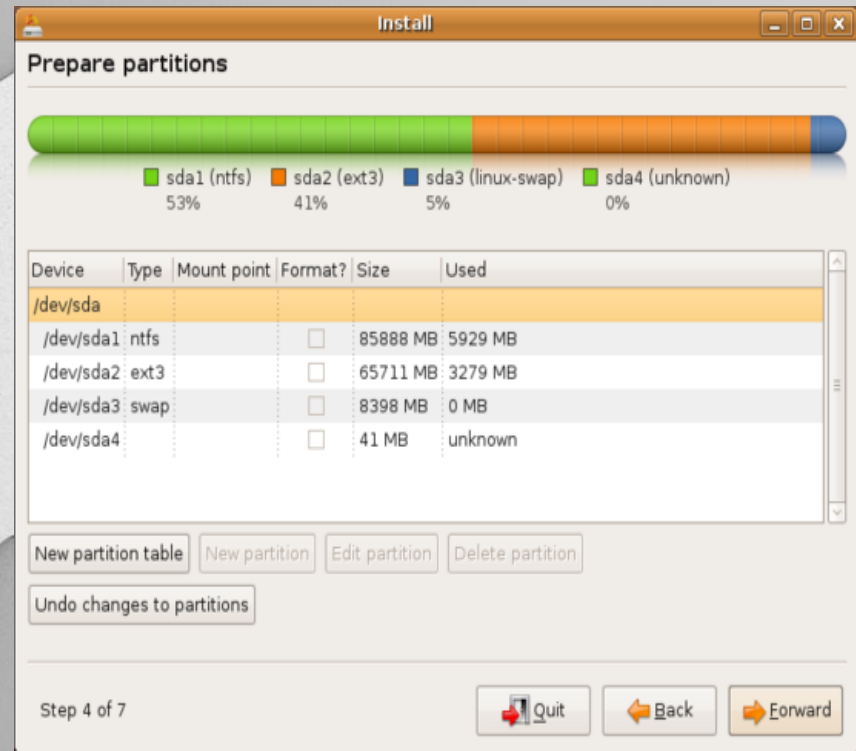 Install
Prepare partitions
sda1 (ntfs) sda2 (ext3) sda3 (linux-swap) sda4 (unknown)
53% 41% 5% 0%
Device Type Mount point Format? Size Used
/dev/sda
/dev/sda1 ntfs 85888 MB 5929 MB
/dev/sda2 ext3 65711 MB 3279 MB
/dev/sda3 swap 8398 MB 0 MB
/dev/sda4 41 MB unknown
New partition table New partition Edit partition Delete partition
Undo changes to partitions
Step 4 of 7 Quit Back Forward